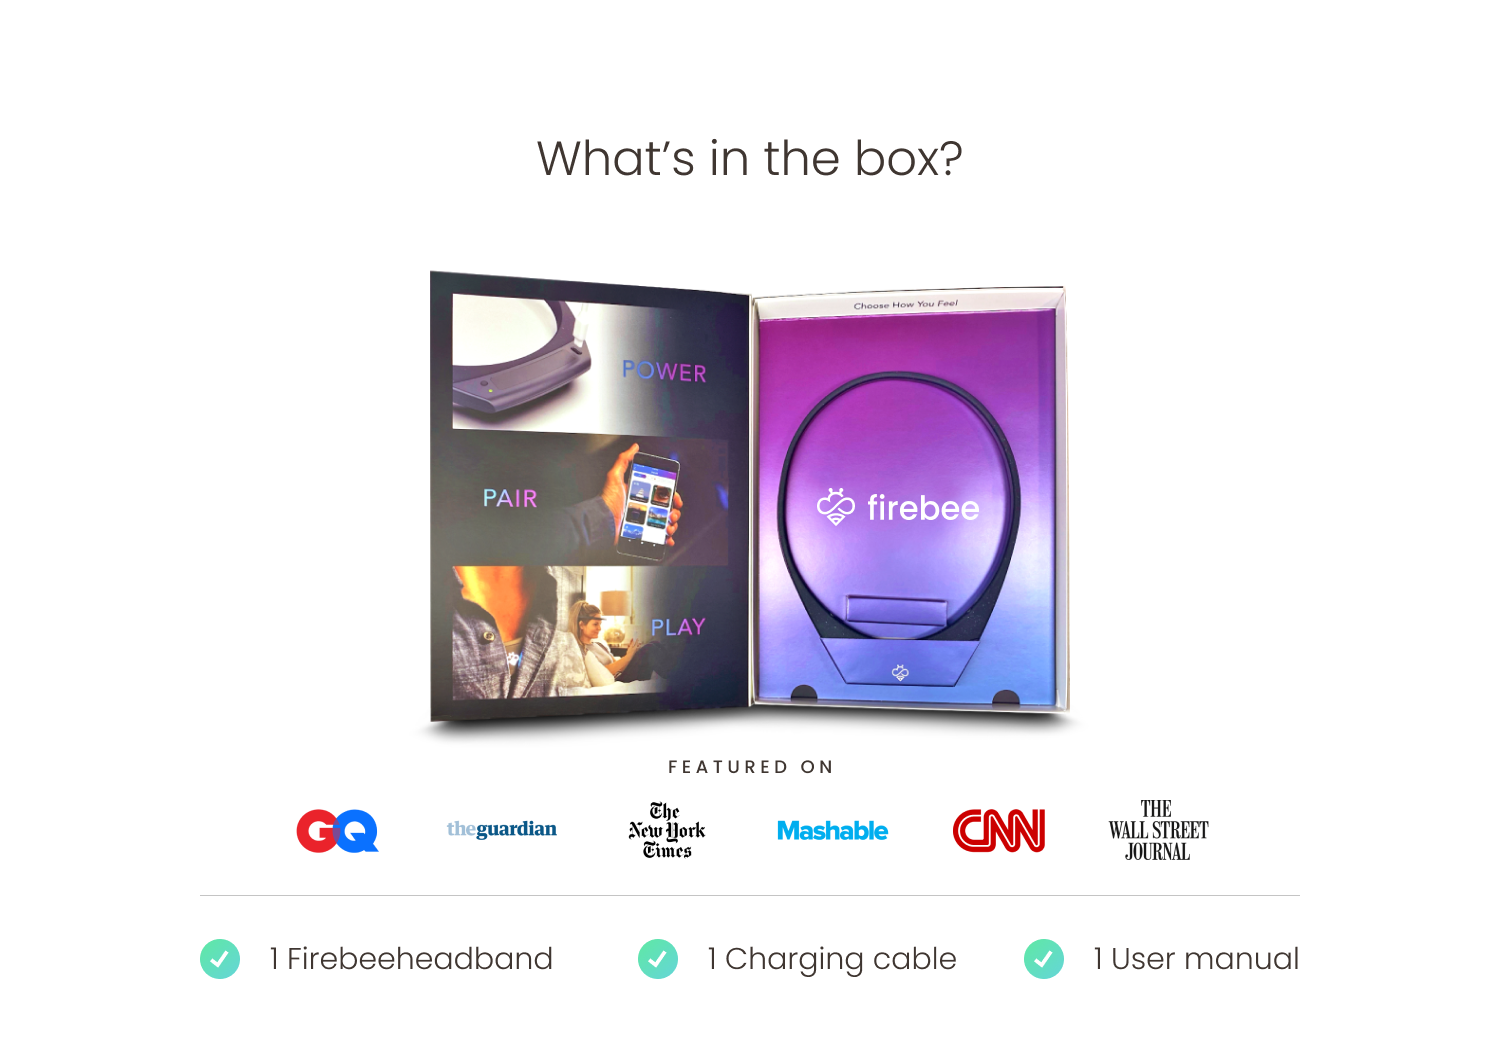 What's in the box?
Choose How You Feel
POWER
PAIR
PLAY
firebee
FEATURED ON
GQ
theguardian
The
New York
Times
Mashable
CNN
THE
WALL STREET
JOURNAL
1 Firebeeheadband
1 Charging cable
1 User manual